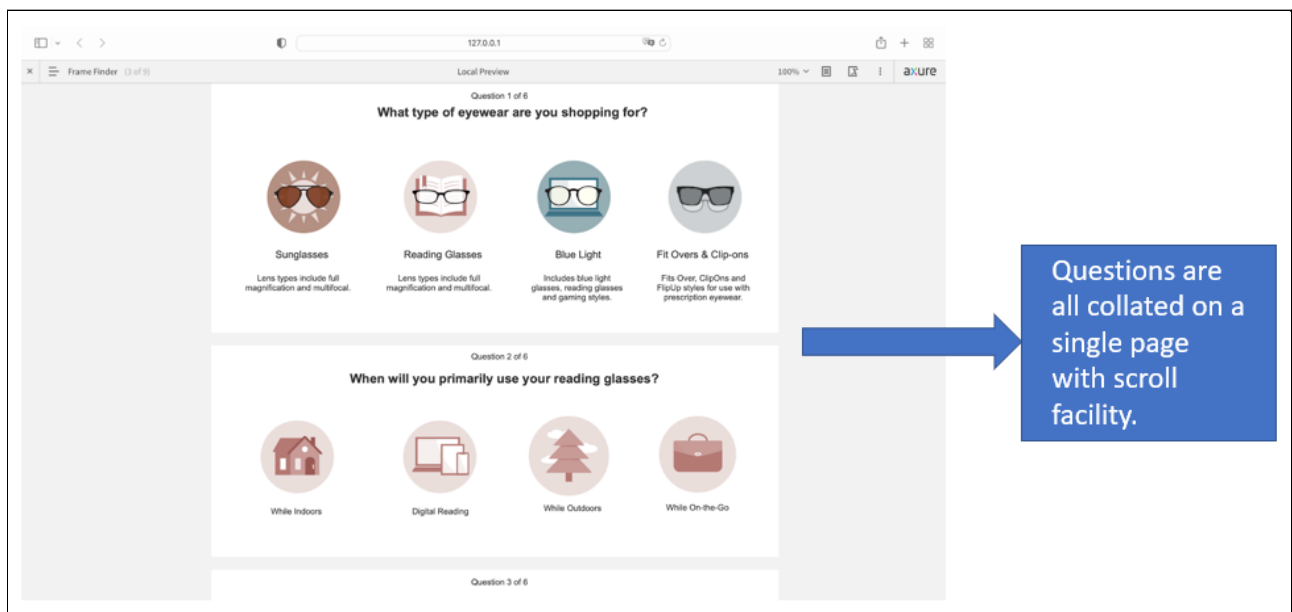 127.0.0.1
Frame Finder (3 of 9)
Local Preview
100%
axure
Question 1 of 6
What type of eyewear are you shopping for?
Sunglasses
Reading Glasses
Blue Light
Fit Overs & Clip-ons
Lens types include full
magnification and multifocal.
Lens types include full
magnification and multifocal.
Includes blue light
glasses, reading glasses
and gaming styles.
Fits Over, ClipOns and
FlipUp styles for use with
prescription eyewear.
Questions are
all collated on a
single page
with scroll
facility.
Question 2 of 6
When will you primarily use your reading glasses?
While Indoors
Digital Reading
While Outdoors
While On-the-Go
Question 3 of 6